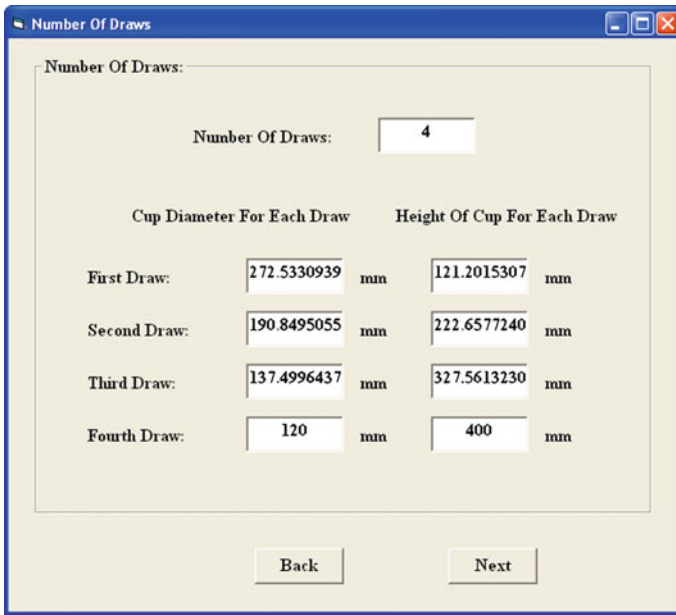 Number Of Draws
Number Of Draws:
Number Of Draws: 4
Cup Diameter For Each Draw Height Of Cup For Each Draw
First Draw: 272.5330939 mm 121.2015307 mm
Second Draw: 190.8495055 mm 222.6577240 mm
Third Draw: 137.4996437 mm 327.5613230 mm
Fourth Draw: 120 mm 400 mm
Back Next